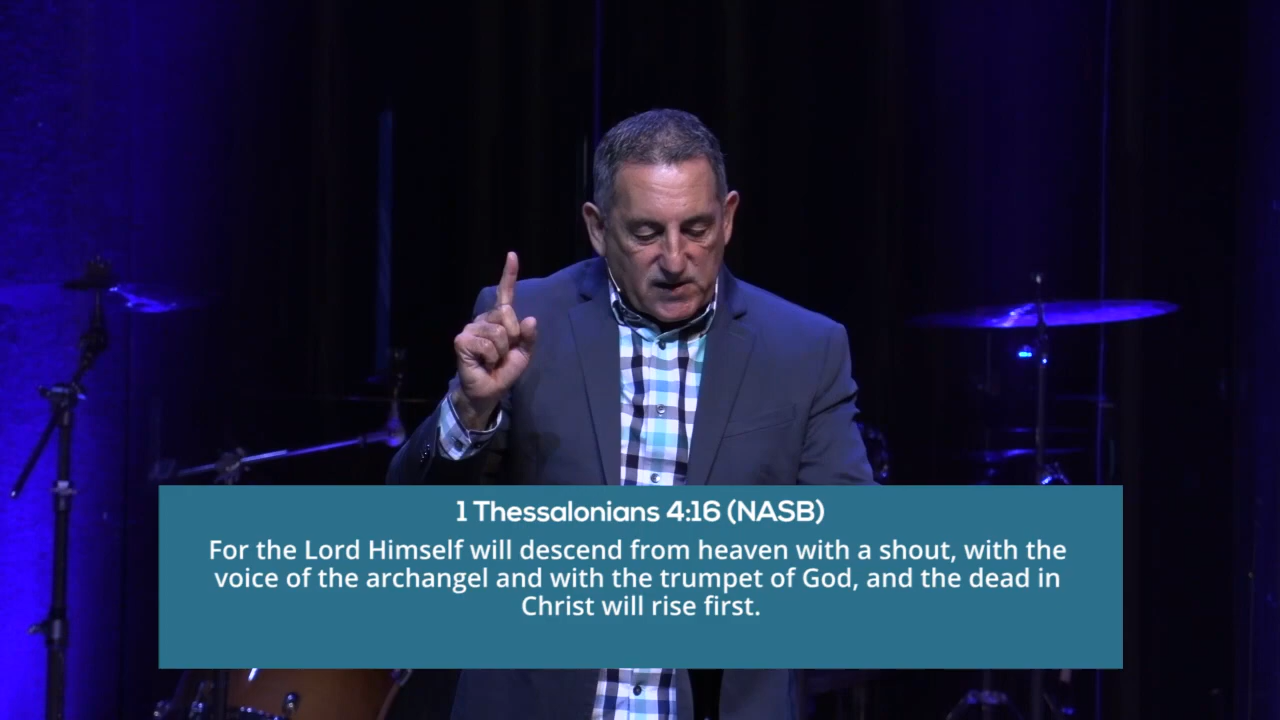 1 Thessalonians 4:16 (NASB)
For the Lord Himself will descend from heaven with a shout, with the
voice of the archangel and with the trumpet of God, and the dead in
Christ will rise first.